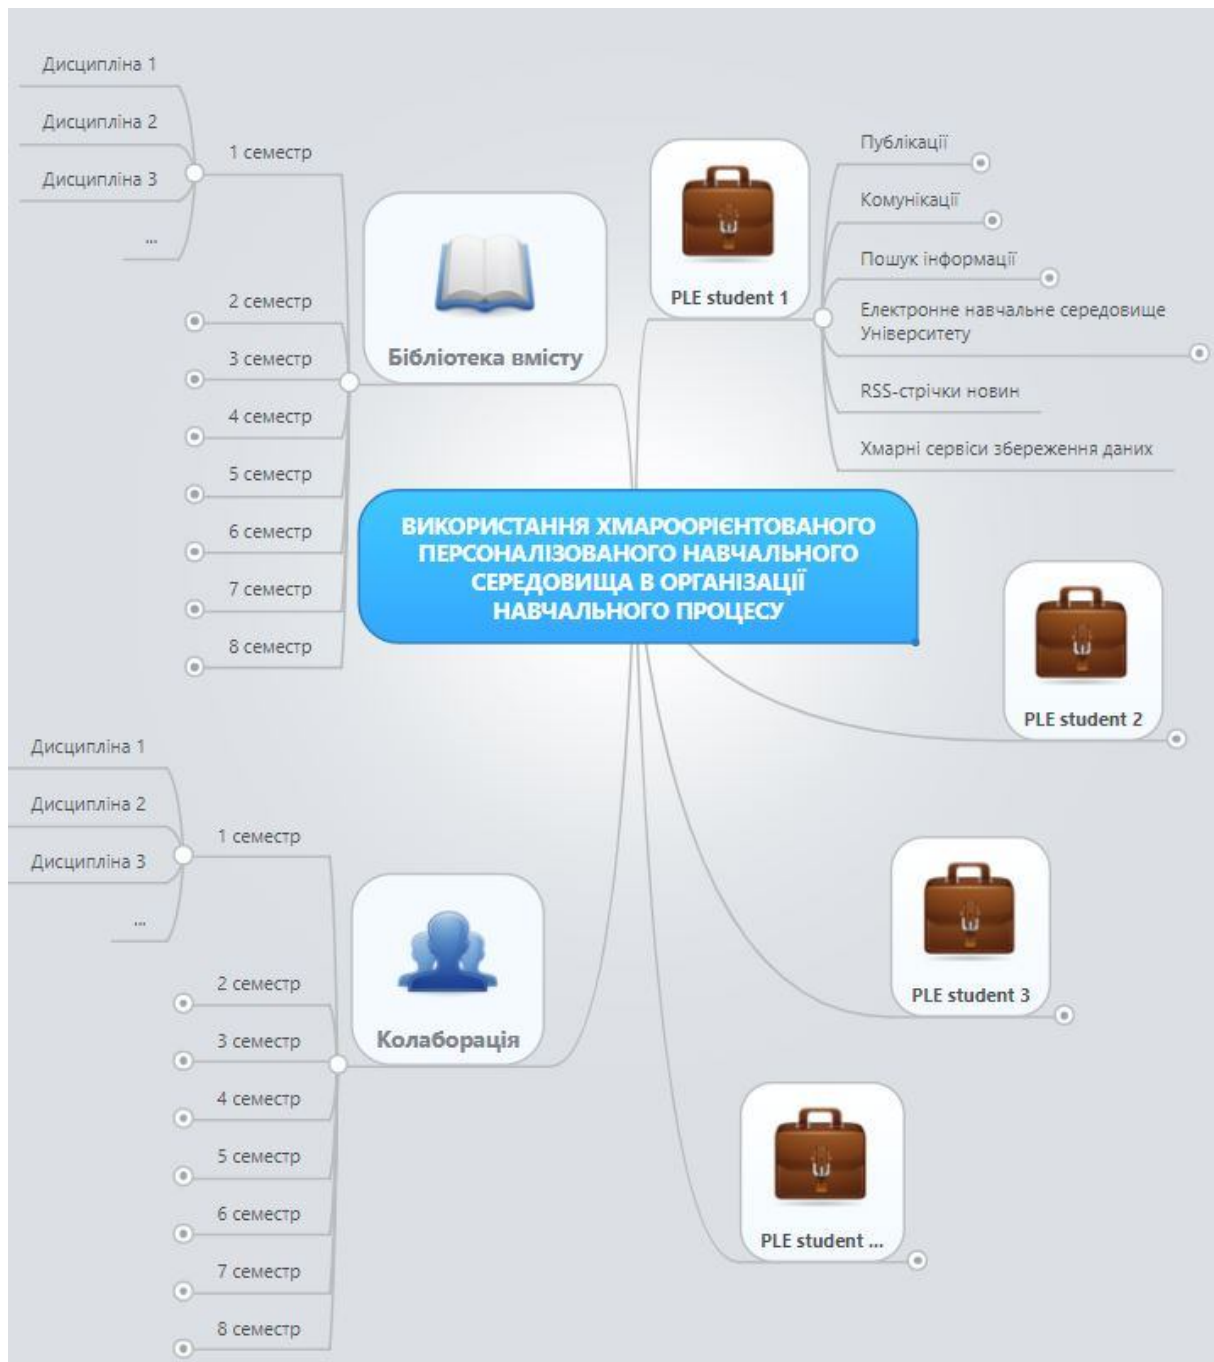 Дисципліна 1
Дисципліна 2
Дисципліна 3
...
1 семестр
2 семестр
3 семестр
4 семестр
5 семестр
6 семестр
7 семестр
8 семестр
Бібліотека вмісту
PLE student 1
Публікації
Комунікації
Пошук інформації
Електронне навчальне середовище
Університету
RSS-стрічки новин
Хмарні сервіси збереження даних
ВИКОРИСТАННЯ ХМАРООРІЄНТОВАНОГО
ПЕРСОНАЛІЗОВАНОГО НАВЧАЛЬНОГО
СЕРЕДОВИЩА В ОРГАНІЗАЦІЇ
НАВЧАЛЬНОГО ПРОЦЕСУ
PLE student 2
Дисципліна 1
Дисципліна 2
Дисципліна 3
...
1 семестр
2 семестр
3 семестр
4 семестр
5 семестр
6 семестр
7 семестр
8 семестр
Колаборація
PLE student 3
PLE student ...